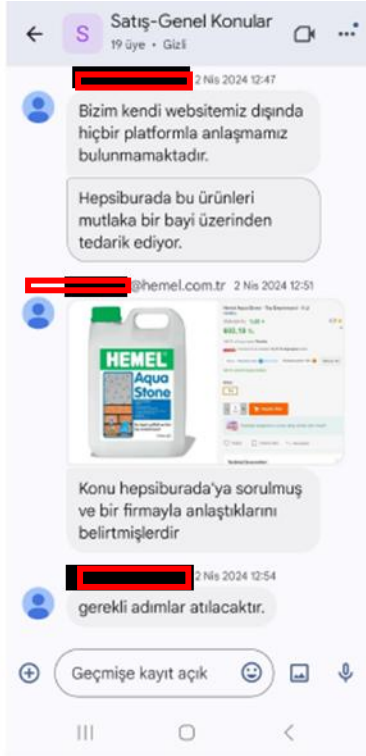 S
Satış-Genel Konular
19 üye • Gizli
2 Nis 2024 12:47
Bizim kendi websitemiz dışında
hiçbir platformla anlaşmamız
bulunmamaktadır.
Hepsiburada bu ürünleri
mutlaka bir bayi üzerinden
tedarik ediyor.
@hemel.com.tr 2 Nis 2024 12:51
HEMEL
Aqua
Stone
Konu hepsiburada'ya sorulmuş
ve bir firmayla anlaştıklarını
belirtmişlerdir
2 Nis 2024 12:54
gerekli adımlar atılacaktır.
Geçmişe kayıt açık